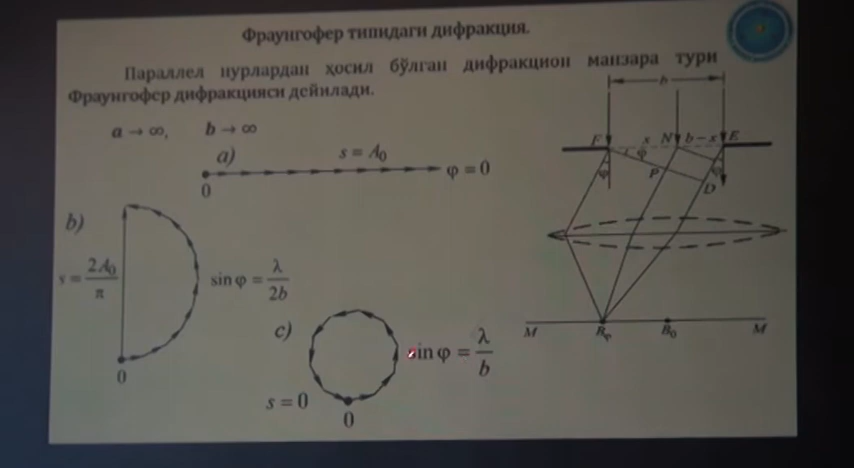 Фраунгофер типидаги дифракция.
Параллел нурлардан ҳосил бўлган дифракцион манзара тури
Фраунгофер дифракцияси дейилади.
a → ∞, b → ∞
a)
s = A₀
φ = 0
0
b)
s = 2A₀/π
sin φ = λ/2b
0
c)
s = 0
0
sin φ = λ/b
b
F x N b − x E
φ φ φ
P D
M B₀ M